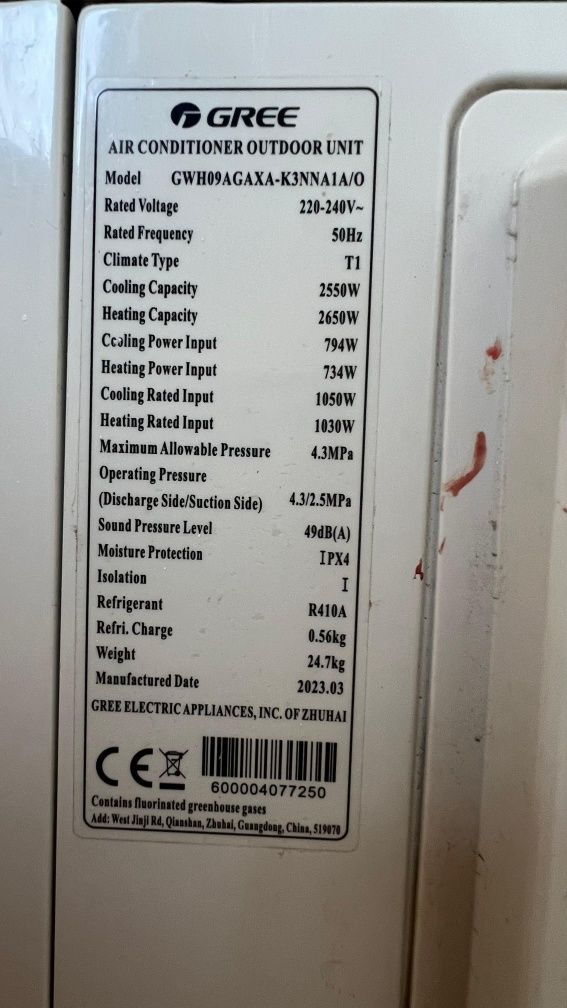 GREE
AIR CONDITIONER OUTDOOR UNIT
Model GWH09AGAXA-K3NNA1A/O
Rated Voltage 220-240V~
Rated Frequency 50Hz
Climate Type T1
Cooling Capacity 2550W
Heating Capacity 2650W
Cooling Power Input 794W
Heating Power Input 734W
Cooling Rated Input 1050W
Heating Rated Input 1030W
Maximum Allowable Pressure 4.3MPa
Operating Pressure
(Discharge Side/Suction Side) 4.3/2.5MPa
Sound Pressure Level 49dB(A)
Moisture Protection IPX4
Isolation I
Refrigerant R410A
Refri. Charge 0.56kg
Weight 24.7kg
Manufactured Date 2023.03
GREE ELECTRIC APPLIANCES, INC. OF ZHUHAI
CE
600004077250
Contains fluorinated greenhouse gases
Add: West Jinji Rd, Qianshan, Zhuhai, Guangdong, China, 519070